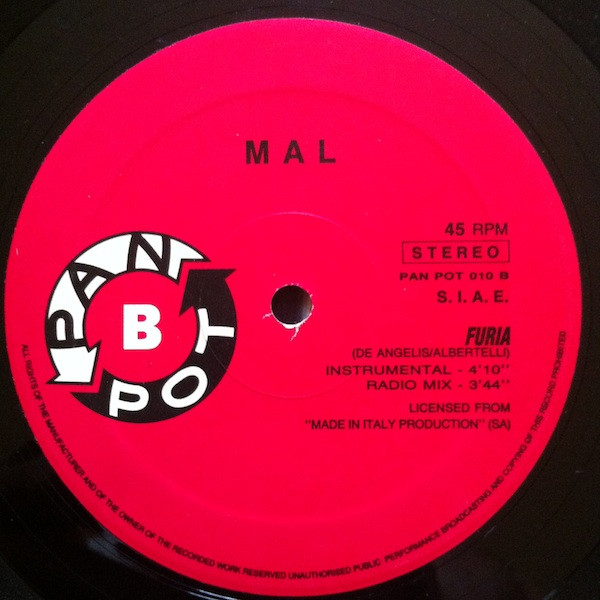 MAL
45 RPM
STEREO
PAN POT 010 B
S.I.A.E.
PAN
B
POT
FURIA
(DE ANGELIS/ALBERTELLI)
INSTRUMENTAL - 4'10"
RADIO MIX - 3'44"
LICENSED FROM
"MADE IN ITALY PRODUCTION" (SA)
ALL RIGHTS OF THE MANUFACTURER AND OF THE OWNER OF THE RECORDED WORK RESERVED UNAUTHORISED PUBLIC PERFORMANCE BROADCASTING AND COPYING OF THIS RSOUND PROHIBITED